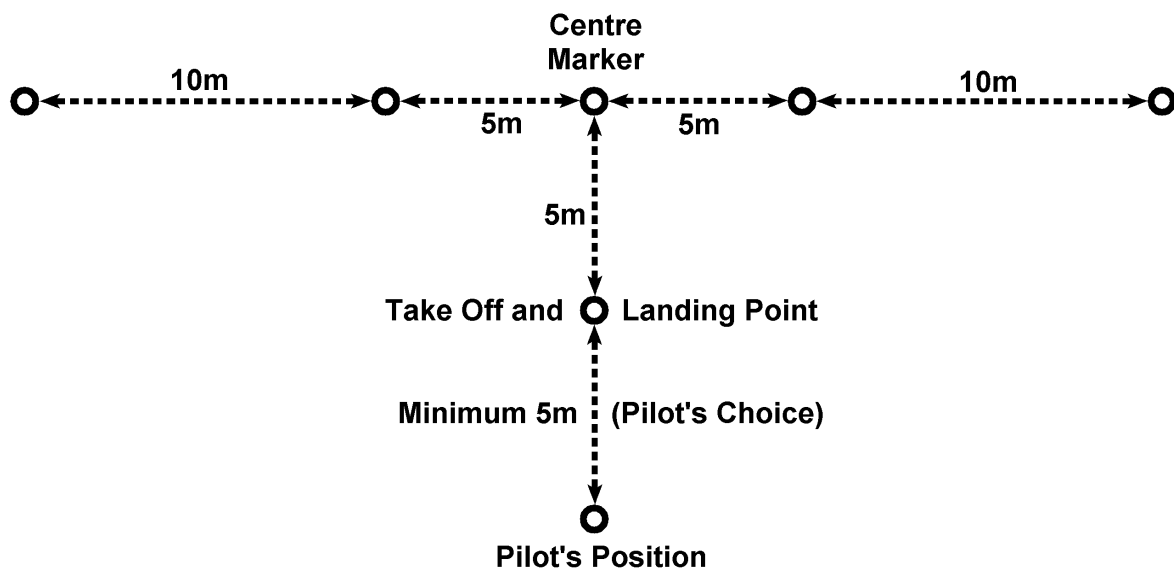 Centre
Marker
10m
10m
5m
5m
5m
Take Off and Landing Point
Minimum 5m (Pilot's Choice)
Pilot's Position